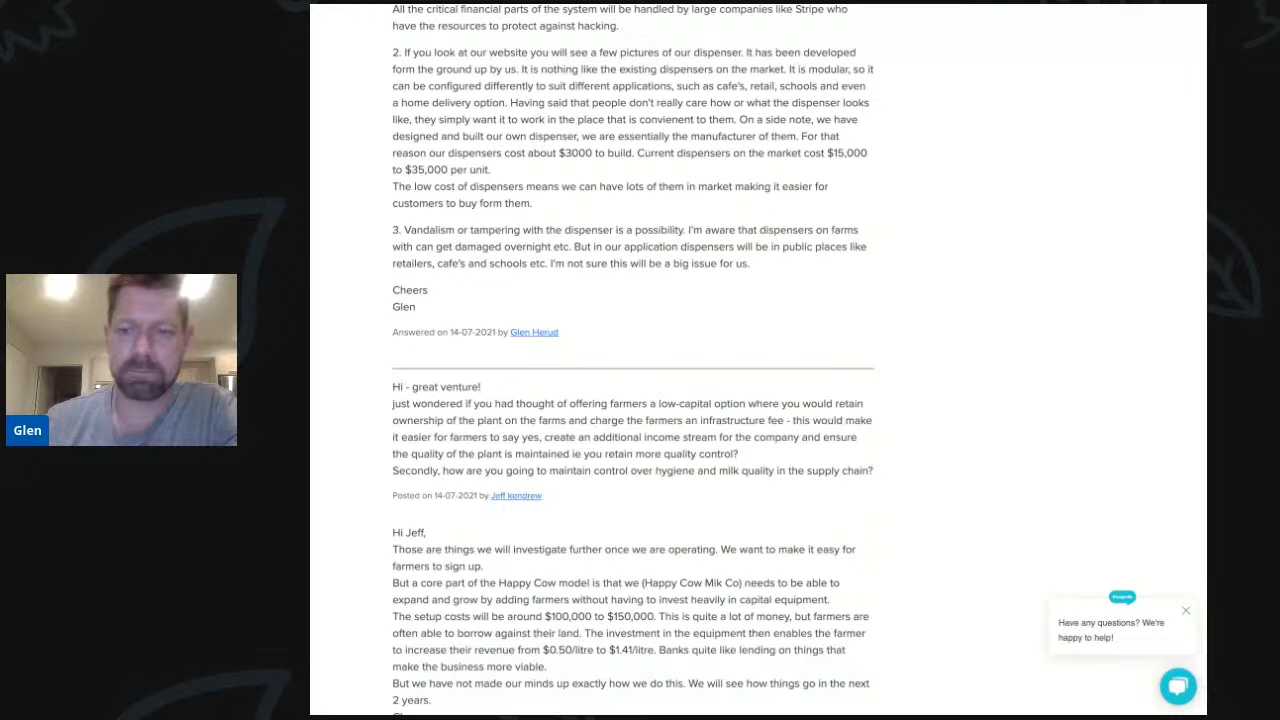 All the critical financial parts of the system will be handled by large companies like Stripe who
have the resources to protect against hacking.
2. If you look at our website you will see a few pictures of our dispenser. It has been developed
form the ground up by us. It is nothing like the existing dispensers on the market. It is modular, so it
can be configured differently to suit different applications, such as cafe's, retail, schools and even
a home delivery option. Having said that people don't really care how or what the dispenser looks
like, they simply want it to work in the place that is convienent to them. On a side note, we have
designed and built our own dispenser, we are essentially the manufacturer of them. For that
reason our dispensers cost about $3000 to build. Current dispensers on the market cost $15,000
to $35,000 per unit.
The low cost of dispensers means we can have lots of them in market making it easier for
customers to buy form them.
3. Vandalism or tampering with the dispenser is a possibility. I'm aware that dispensers on farms
with can get damaged overnight etc. But in our application dispensers will be in public places like
retailers, cafe's and schools etc. I'm not sure this will be a big issue for us.
Cheers
Glen
Answered on 14-07-2021 by Glen Herud
Hi - great venture!
just wondered if you had thought of offering farmers a low-capital option where you would retain
ownership of the plant on the farms and charge the farmers an infrastructure fee - this would make
it easier for farmers to say yes, create an additional income stream for the company and ensure
the quality of the plant is maintained ie you retain more quality control?
Secondly, how are you going to maintain control over hygiene and milk quality in the supply chain?
Posted on 14-07-2021 by Jeff kendrew
Hi Jeff,
Those are things we will investigate further once we are operating. We want to make it easy for
farmers to sign up.
But a core part of the Happy Cow model is that we (Happy Cow Mik Co) needs to be able to
expand and grow by adding farmers without having to invest heavily in capital equipment.
The setup costs will be around $100,000 to $150,000. This is quite a lot of money, but farmers are
often able to borrow against their land. The investment in the equipment then enables the farmer
to increase their revenue from $0.50/litre to $1.41/litre. Banks quite like lending on things that
make the business more viable.
But we have not made our minds up exactly how we do this. We will see how things go in the next
2 years.
Glen
Have any questions? We're
happy to help!